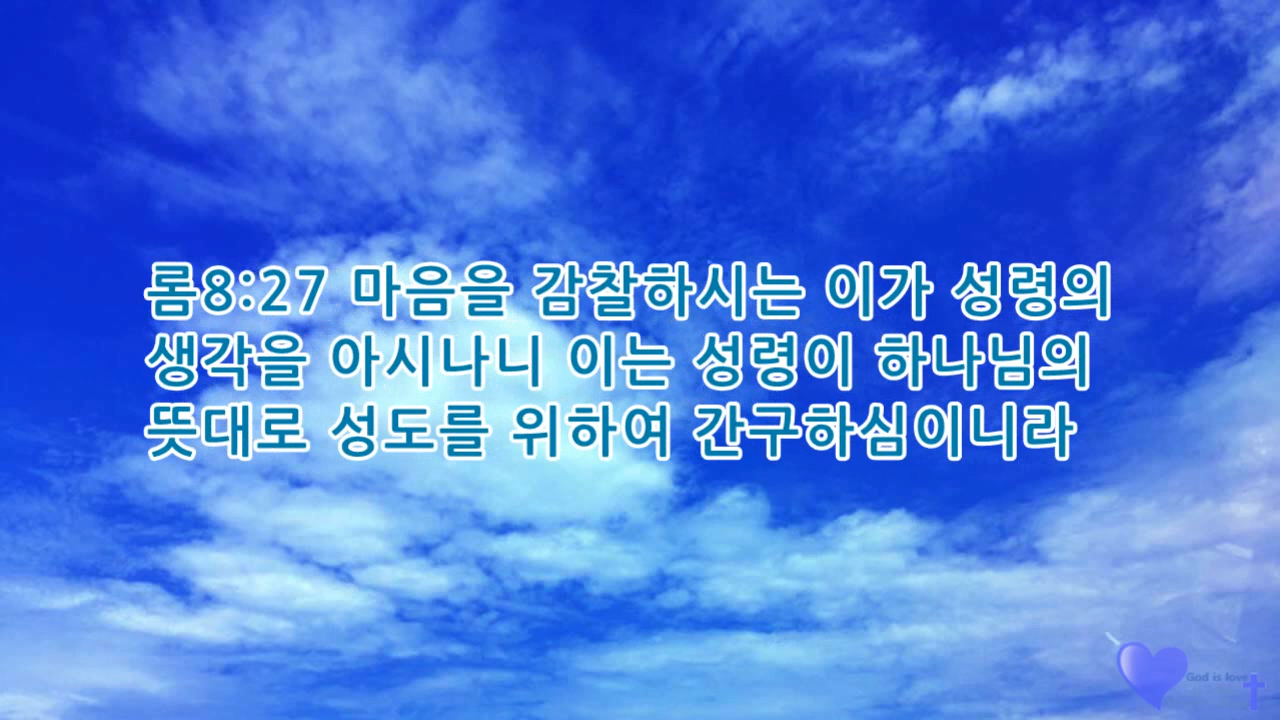 롬8:27 마음을 감찰하시는 이가 성령의
생각을 아시나니 이는 성령이 하나님의
뜻대로 성도를 위하여 간구하심이니라
God is love